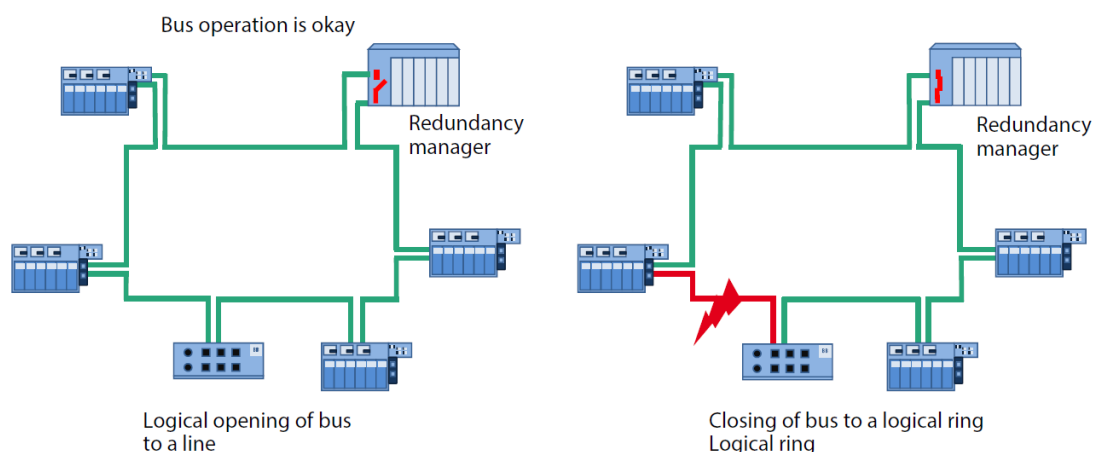 Bus operation is okay
Redundancy
manager
Redundancy
manager
Logical opening of bus
to a line
Closing of bus to a logical ring
Logical ring